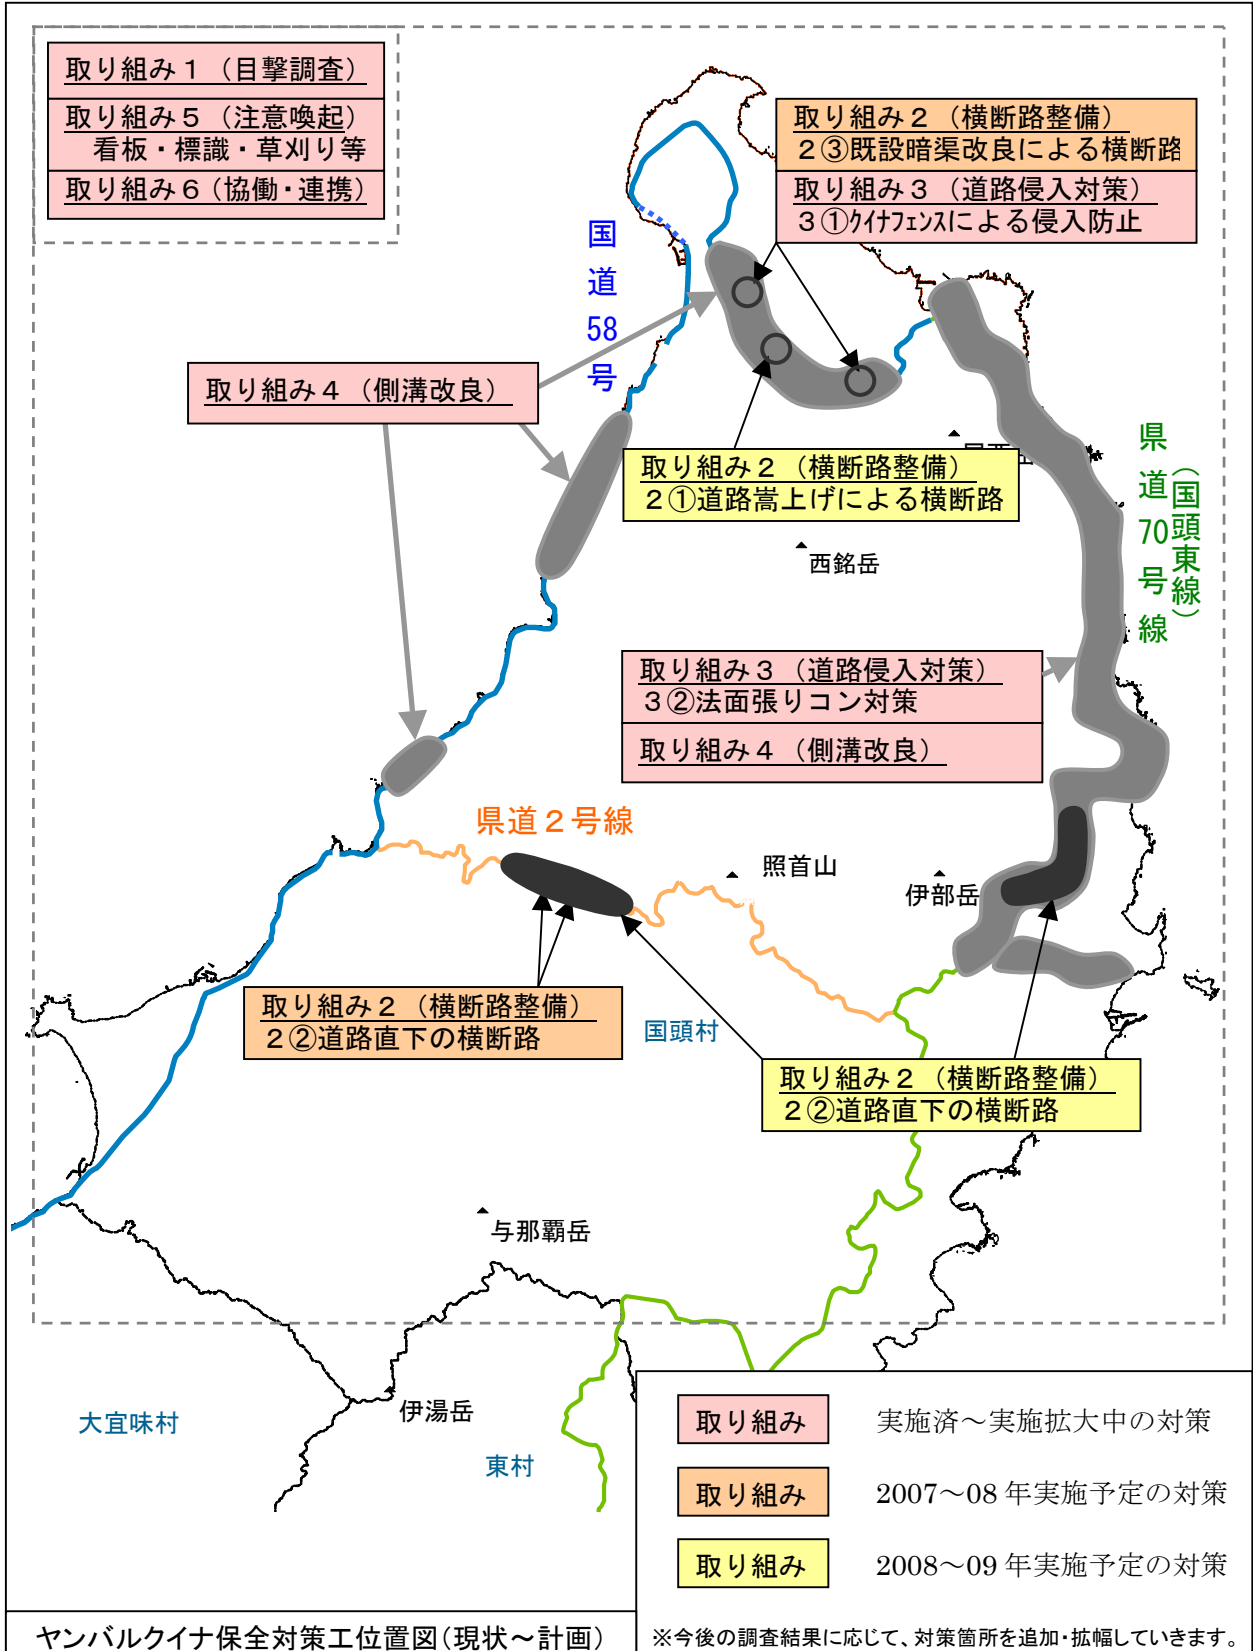 取り組み１（目撃調査）
取り組み５（注意喚起）
看板・標識・草刈り等
取り組み６（協働・連携）
取り組み２（横断路整備）
２③既設暗渠改良による横断路
取り組み３（道路侵入対策）
３①ｸｲﾅﾌｪﾝｽによる侵入防止
国道58号
取り組み４（側溝改良）
取り組み２（横断路整備）
２①道路嵩上げによる横断路
西銘岳
県道70号線
（国頭東線）
取り組み３（道路侵入対策）
３②法面張りコン対策
取り組み４（側溝改良）
県道２号線
照首山
伊部岳
取り組み２（横断路整備）
２②道路直下の横断路
国頭村
取り組み２（横断路整備）
２②道路直下の横断路
与那覇岳
伊湯岳
大宜味村
東村
取り組み 実施済～実施拡大中の対策
取り組み 2007～08年実施予定の対策
取り組み 2008～09年実施予定の対策
ヤンバルクイナ保全対策工位置図(現状～計画)
※今後の調査結果に応じて、対策箇所を追加・拡幅していきます。